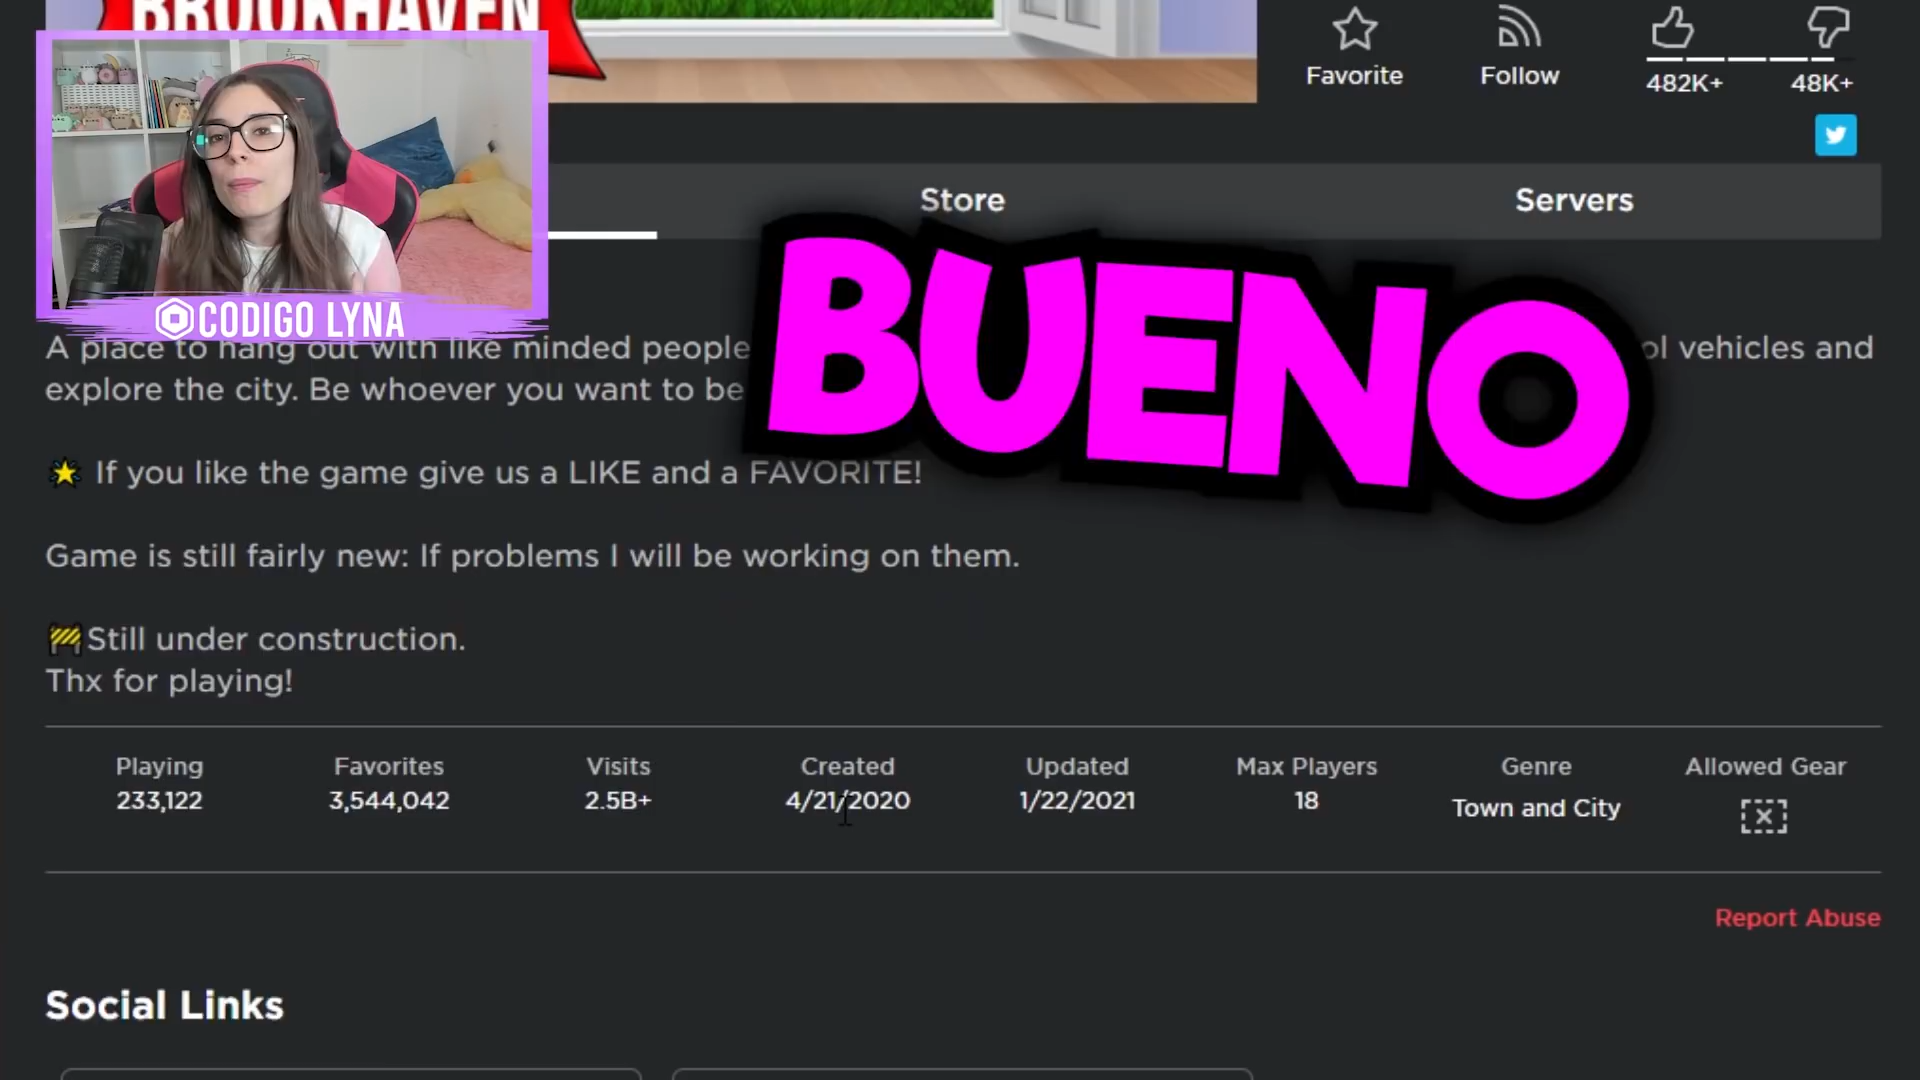 BROOKHAVEN
Favorite
Follow
482K+
48K+
CODIGO LYNA
Store
Servers
BUENO
A place to hang out with like minded people
ol vehicles and
explore the city. Be whoever you want to be
🌟 If you like the game give us a LIKE and a FAVORITE!
Game is still fairly new: If problems I will be working on them.
🚧Still under construction.
Thx for playing!
Playing
Favorites
Visits
Created
Updated
Max Players
Genre
Allowed Gear
233,122
3,544,042
2.5B+
4/21/2020
1/22/2021
18
Town and City
Report Abuse
Social Links